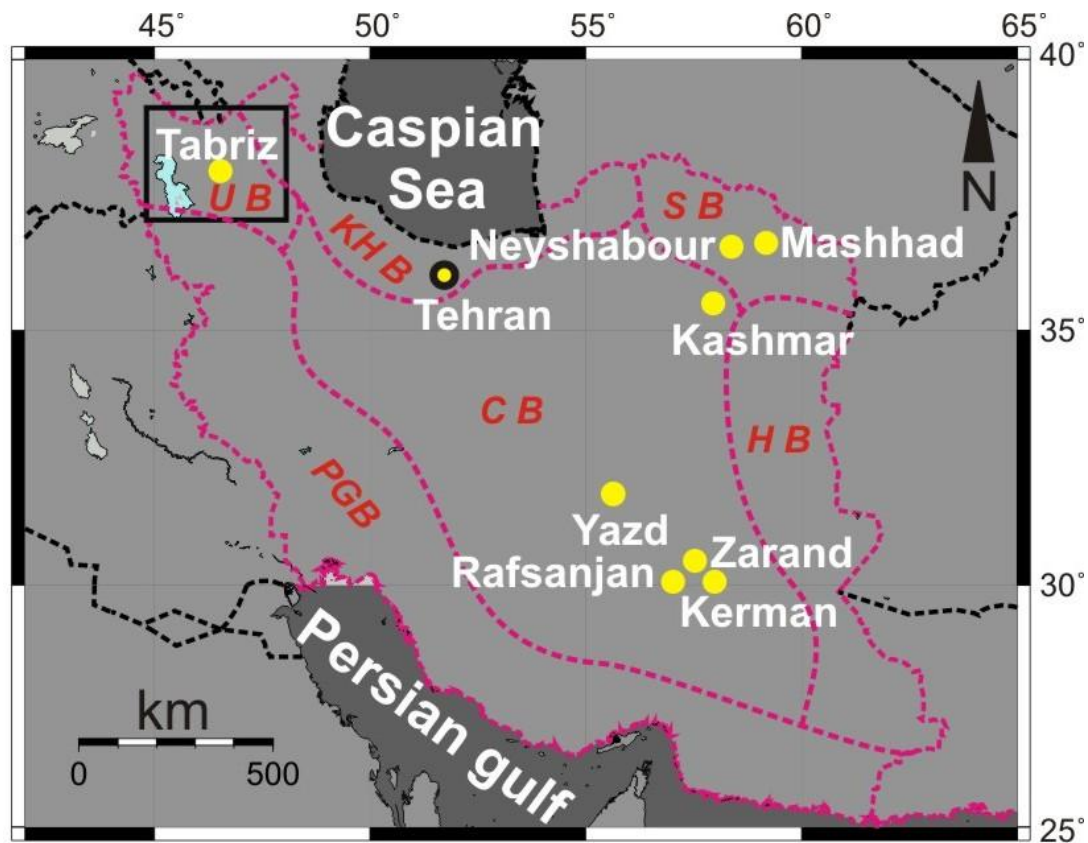 45° 50° 55° 60° 65°
40°
Caspian
Sea
Tabriz
N
U B
S B
KH B
Neyshabour
Mashhad
Tehran
Kashmar
35°
C B
H B
PGB
Yazd
Zarand
Rafsanjan
Kerman
30°
Persian gulf
km
0 500
25°